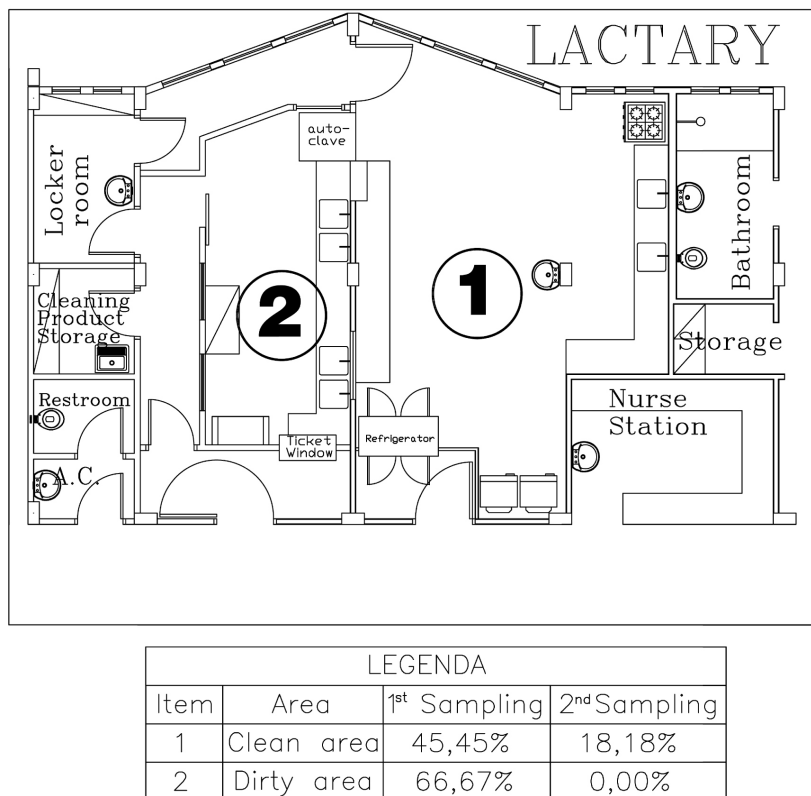 LACTARY
auto-
clave
Locker
room
Bathroom
Cleaning
Product
Storage
2
1
Storage
Restroom
Nurse
Station
Ticket
Window
Refrigerator
A.C.
LEGENDA
Item Area 1st Sampling 2nd Sampling
1 Clean area 45,45% 18,18%
2 Dirty area 66,67% 0,00%